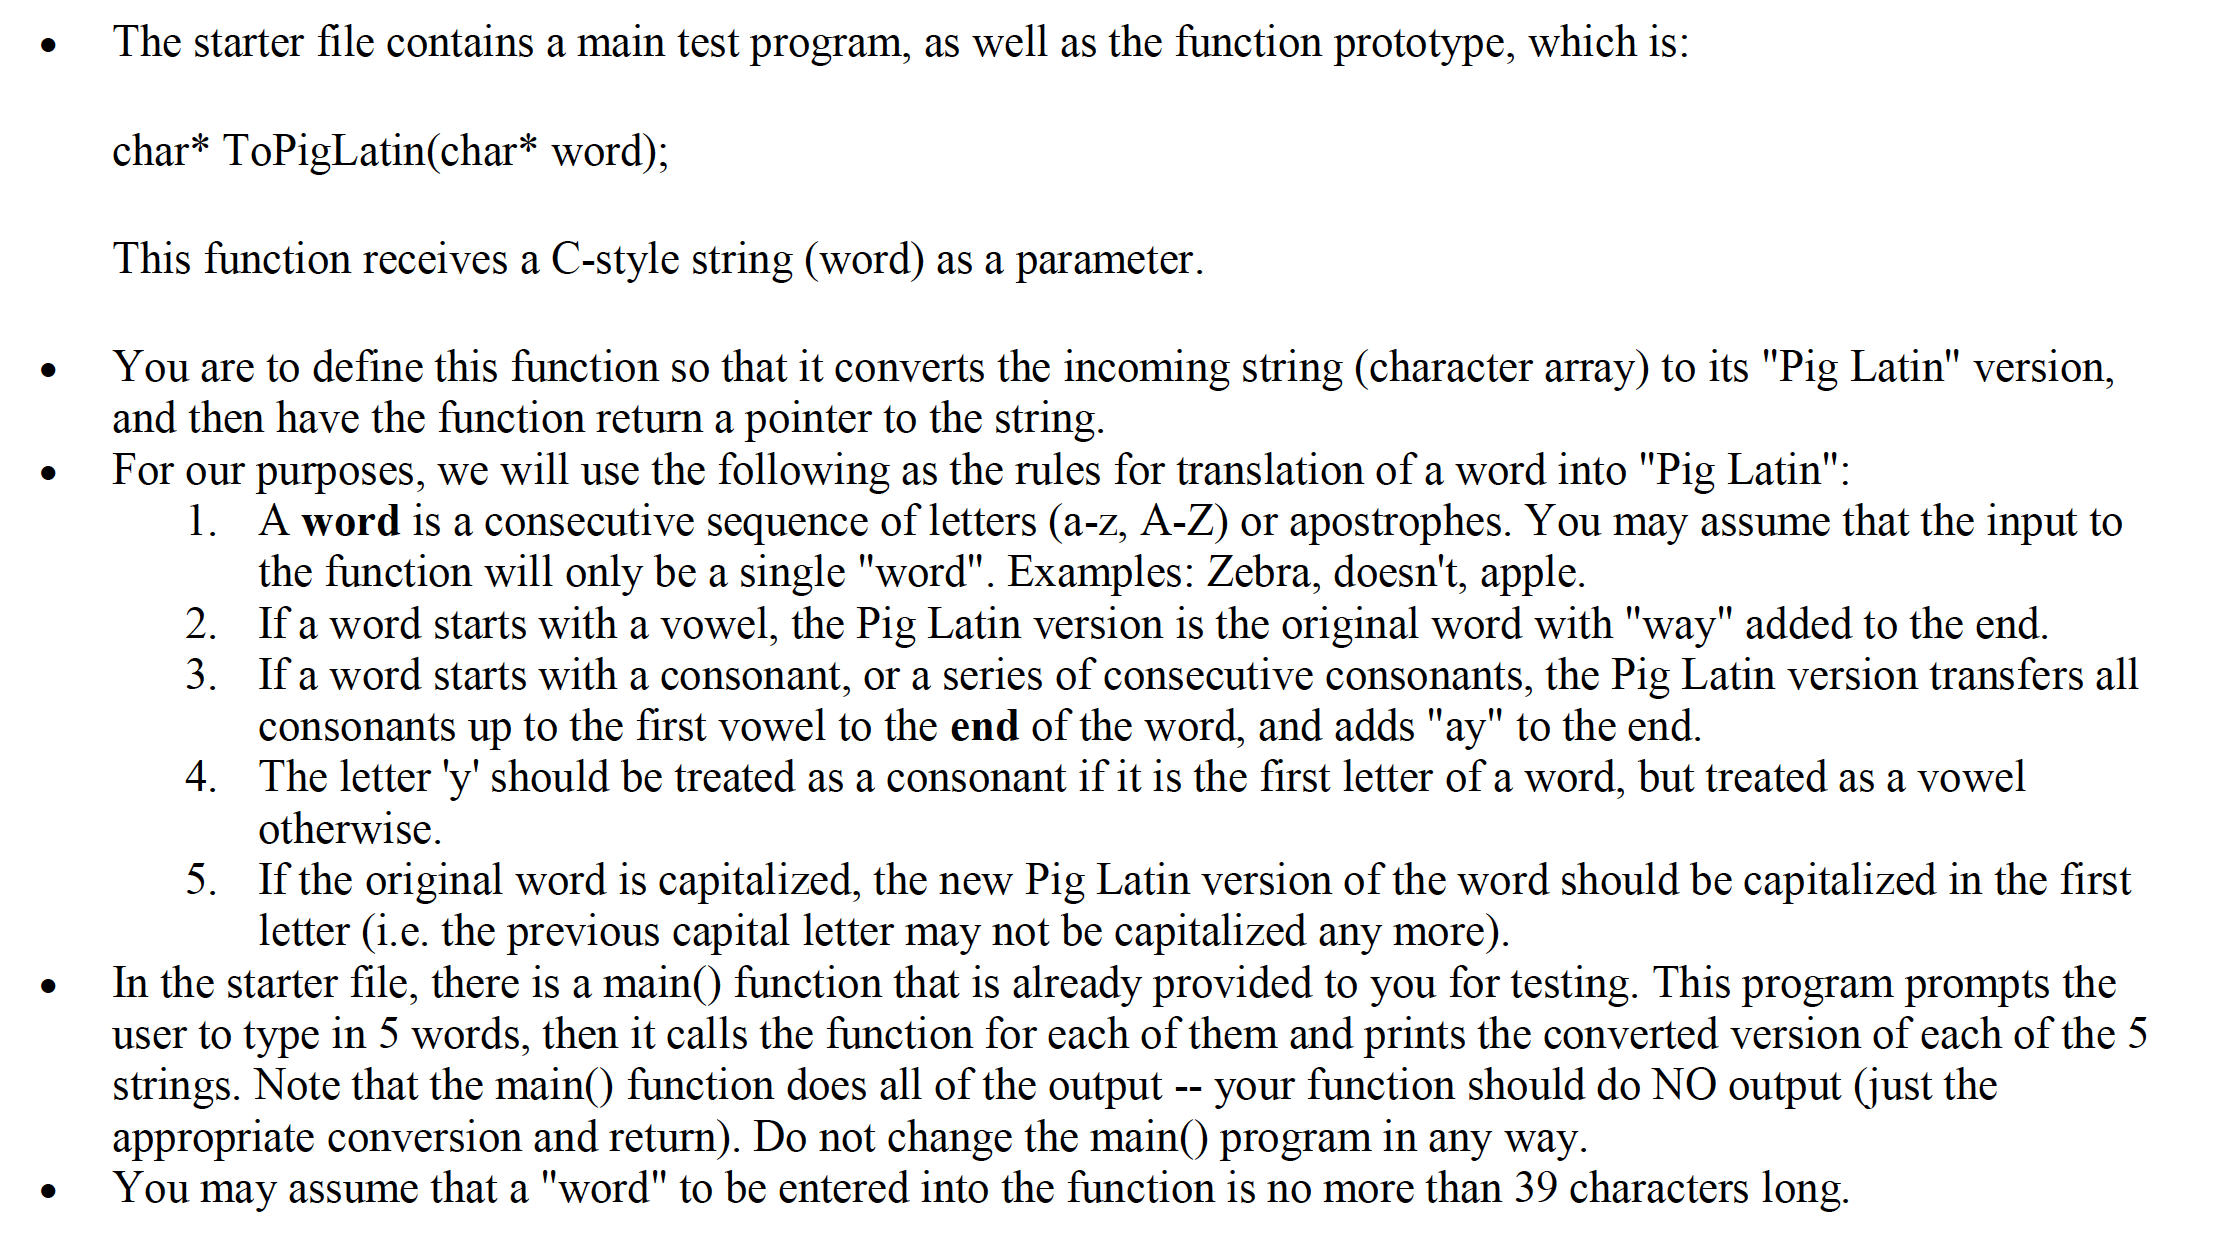 • The starter file contains a main test program, as well as the function prototype, which is:
char* ToPigLatin(char* word);
This function receives a C-style string (word) as a parameter.
• You are to define this function so that it converts the incoming string (character array) to its "Pig Latin" version,
and then have the function return a pointer to the string.
• For our purposes, we will use the following as the rules for translation of a word into "Pig Latin":
1. A word is a consecutive sequence of letters (a-z, A-Z) or apostrophes. You may assume that the input to
the function will only be a single "word". Examples: Zebra, doesn't, apple.
2. If a word starts with a vowel, the Pig Latin version is the original word with "way" added to the end.
3. If a word starts with a consonant, or a series of consecutive consonants, the Pig Latin version transfers all
consonants up to the first vowel to the end of the word, and adds "ay" to the end.
4. The letter 'y' should be treated as a consonant if it is the first letter of a word, but treated as a vowel
otherwise.
5. If the original word is capitalized, the new Pig Latin version of the word should be capitalized in the first
letter (i.e. the previous capital letter may not be capitalized any more).
• In the starter file, there is a main() function that is already provided to you for testing. This program prompts the
user to type in 5 words, then it calls the function for each of them and prints the converted version of each of the 5
strings. Note that the main() function does all of the output -- your function should do NO output (just the
appropriate conversion and return). Do not change the main() program in any way.
• You may assume that a "word" to be entered into the function is no more than 39 characters long.